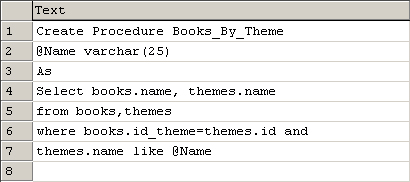 Text
1 Create Procedure Books_By_Theme
2 @Name varchar(25)
3 As
4 Select books.name, themes.name
5 from books,themes
6 where books.id_theme=themes.id and
7 themes.name like @Name
8